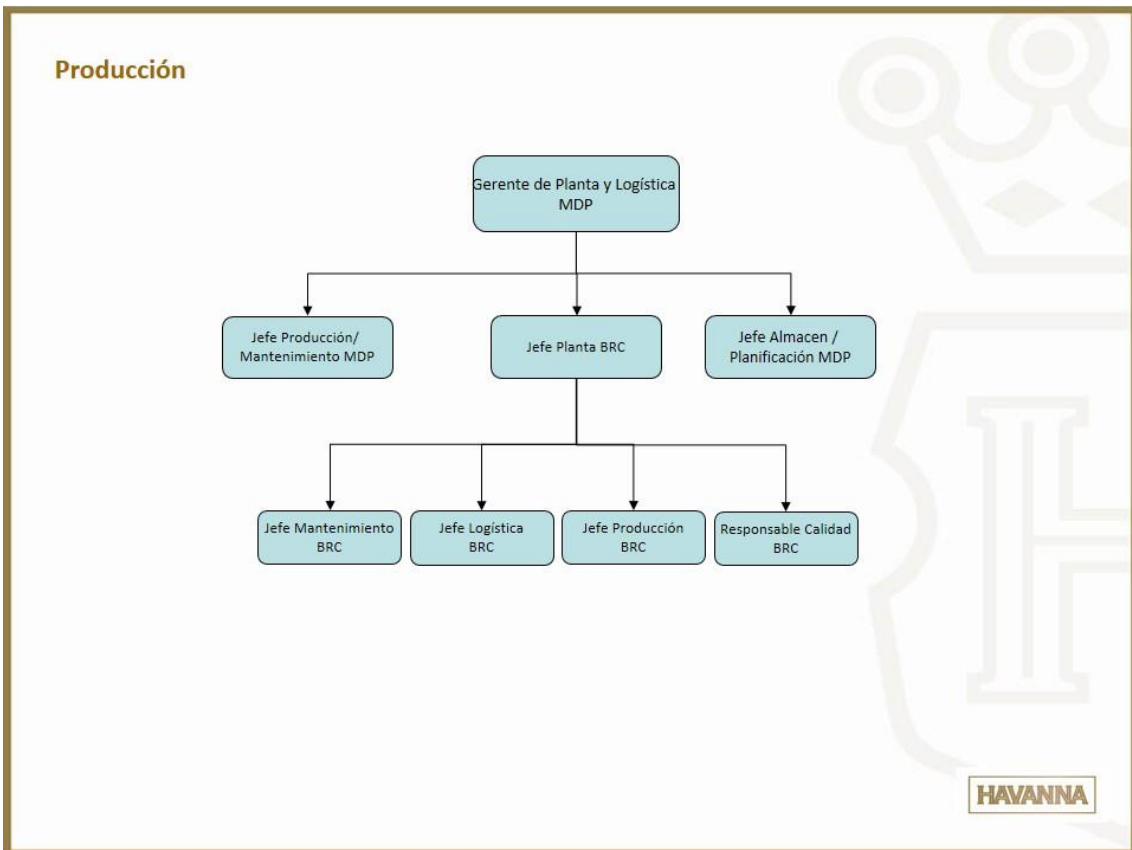 Producción
Gerente de Planta y Logística
MDP
Jefe Producción/
Mantenimiento MDP
Jefe Planta BRC
Jefe Almacen /
Planificación MDP
Jefe Mantenimiento
BRC
Jefe Logística
BRC
Jefe Producción
BRC
Responsable Calidad
BRC
HAVANNA